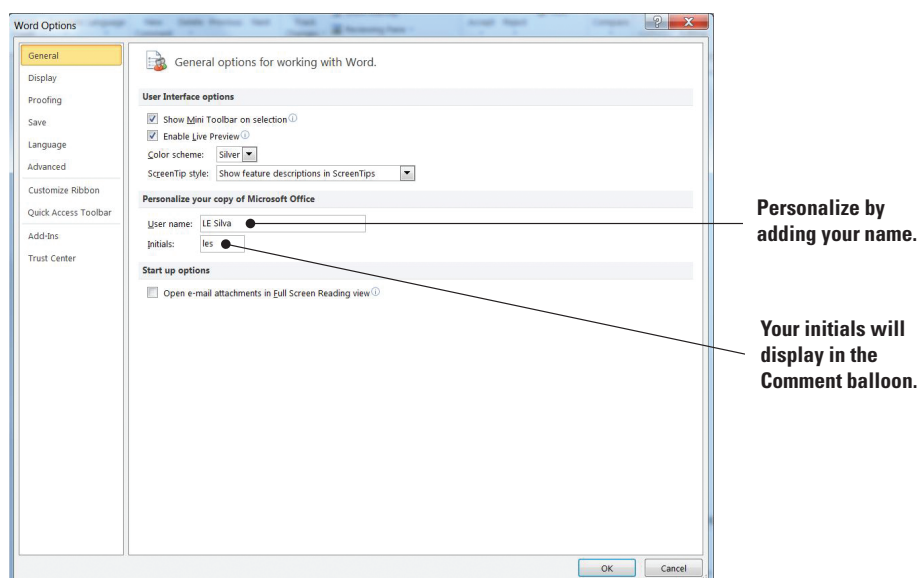 Word Options
General
Display
Proofing
Save
Language
Advanced
Customize Ribbon
Quick Access Toolbar
Add-Ins
Trust Center
General options for working with Word.
User Interface options
Show Mini Toolbar on selection
Enable Live Preview
Color scheme: Silver
ScreenTip style: Show feature descriptions in ScreenTips
Personalize your copy of Microsoft Office
User name: LE Silva
Initials: les
Start up options
Open e-mail attachments in Full Screen Reading view
OK Cancel
Personalize by
adding your name.
Your initials will
display in the
Comment balloon.